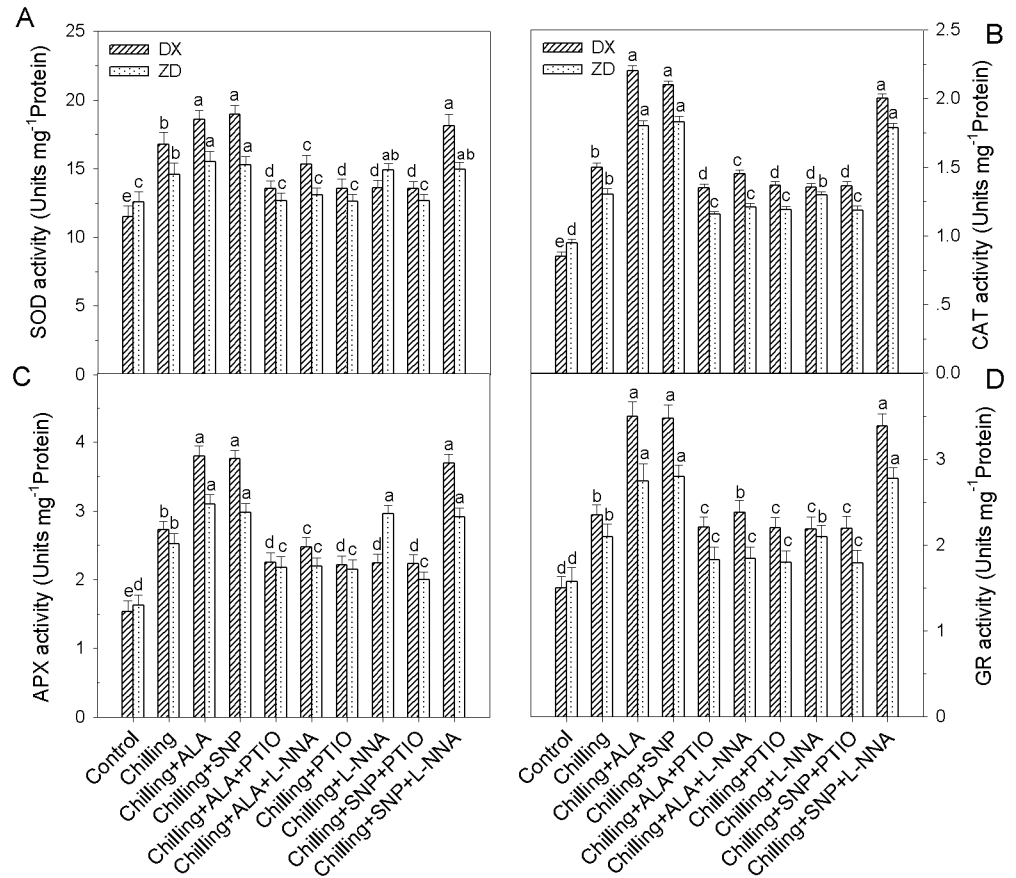 A
SOD activity (Units mg⁻¹Protein)
25
20
15
10
5
0
DX
ZD
e c b b a a a a d c c c d c d ab d c a ab
B
CAT activity (Units mg⁻¹Protein)
2.5
2.0
1.5
1.0
.5
0.0
DX
ZD
e d b b a a a a d c c c d c d b d c a a
C
APX activity (Units mg⁻¹Protein)
4
3
2
1
0
e d b b a a a a d c c c d c d a d c a a
D
GR activity (Units mg⁻¹Protein)
3
2
1
0
d d b b a a a a c c b c c c c b c c a a
Control
Chilling
Chilling+ALA
Chilling+SNP
Chilling+ALA+PTIO
Chilling+ALA+L-NNA
Chilling+PTIO
Chilling+L-NNA
Chilling+SNP+PTIO
Chilling+SNP+L-NNA
Control
Chilling
Chilling+ALA
Chilling+SNP
Chilling+ALA+PTIO
Chilling+ALA+L-NNA
Chilling+PTIO
Chilling+L-NNA
Chilling+SNP+PTIO
Chilling+SNP+L-NNA